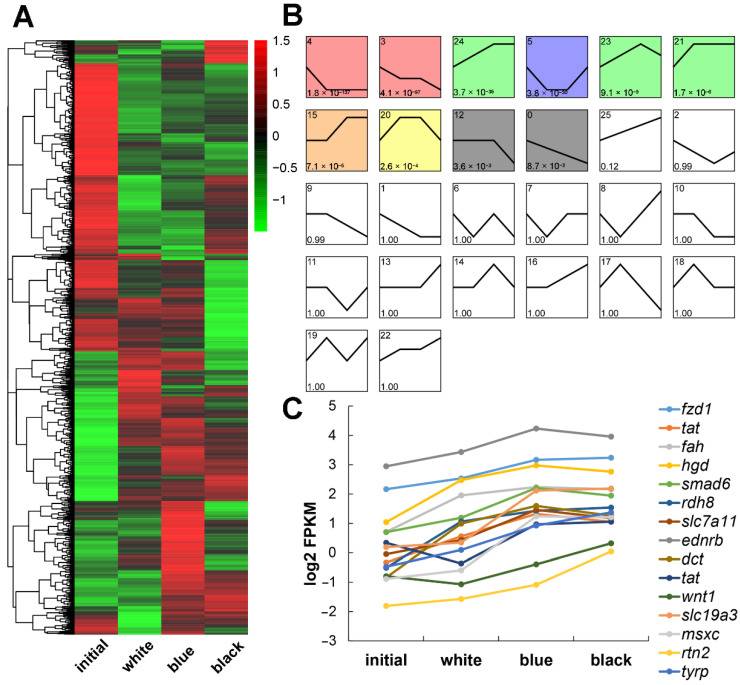 A
1.5
1
0.5
0
−0.5
−1
initial
white
blue
black
B
4
1.8 × 10⁻¹³⁷
3
4.1 × 10⁻⁹⁷
24
3.7 × 10⁻³⁹
5
3.8 × 10⁻³⁰
23
9.1 × 10⁻⁹
21
1.7 × 10⁻⁸
15
7.1 × 10⁻⁶
20
2.6 × 10⁻⁴
12
3.6 × 10⁻³
0
8.7 × 10⁻³
25
0.12
2
0.99
9
0.99
1
1.00
6
1.00
7
1.00
8
1.00
10
1.00
11
1.00
13
1.00
14
1.00
16
1.00
17
1.00
18
1.00
19
1.00
22
1.00
C
log2 FPKM
5
4
3
2
1
0
−1
−2
−3
initial
white
blue
black
fzd1
tat
fah
hgd
smad6
rdh8
slc7a11
ednrb
dct
tat
wnt1
slc19a3
msxc
rtn2
tyrp